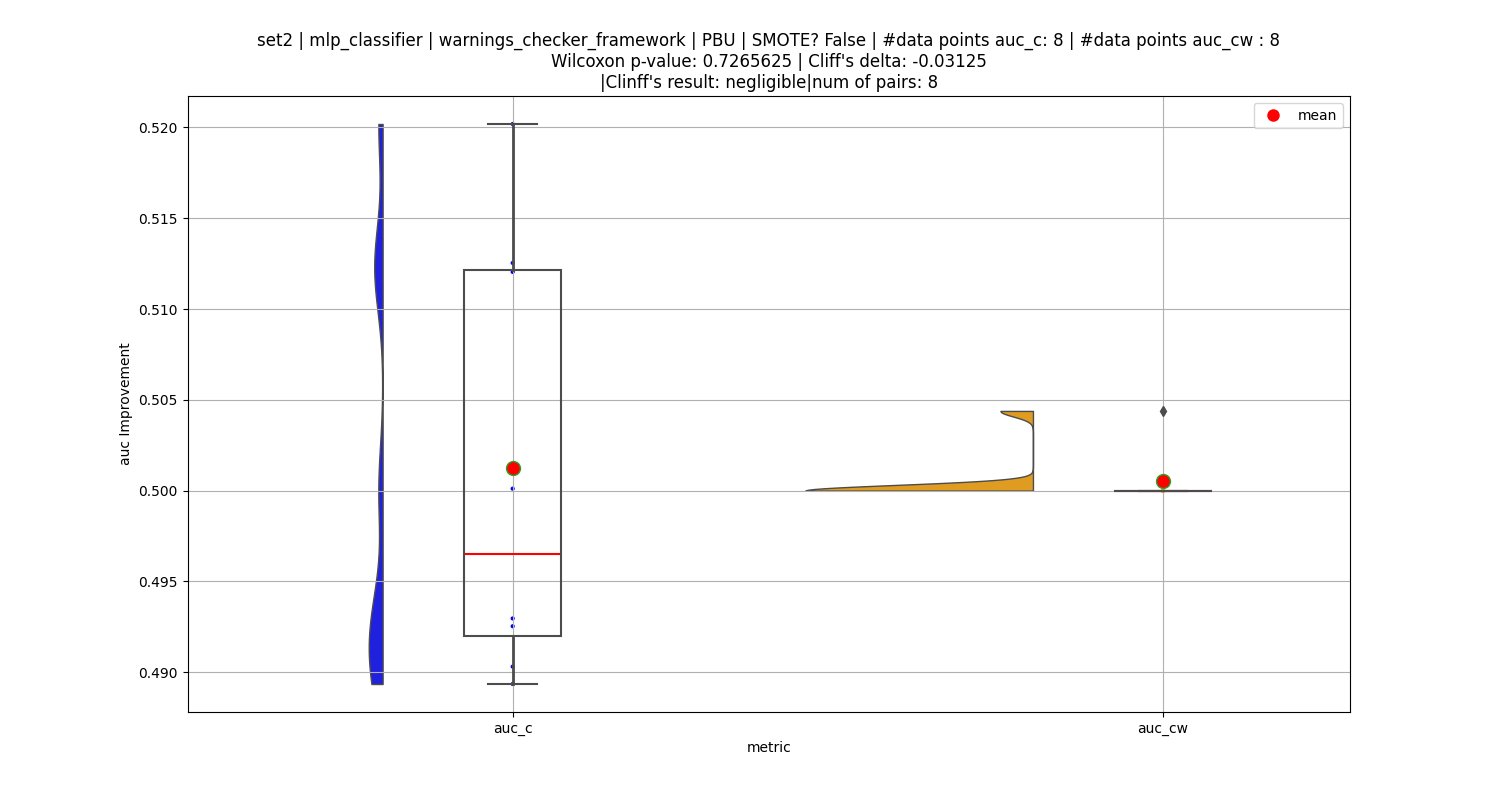 set2 | mlp_classifier | warnings_checker_framework | PBU | SMOTE? False | #data points auc_c: 8 | #data points auc_cw : 8
Wilcoxon p-value: 0.7265625 | Cliff's delta: -0.03125
|Clinff's result: negligible|num of pairs: 8
mean
0.520
0.515
0.510
0.505
0.500
0.495
0.490
auc Improvement
auc_c
auc_cw
metric